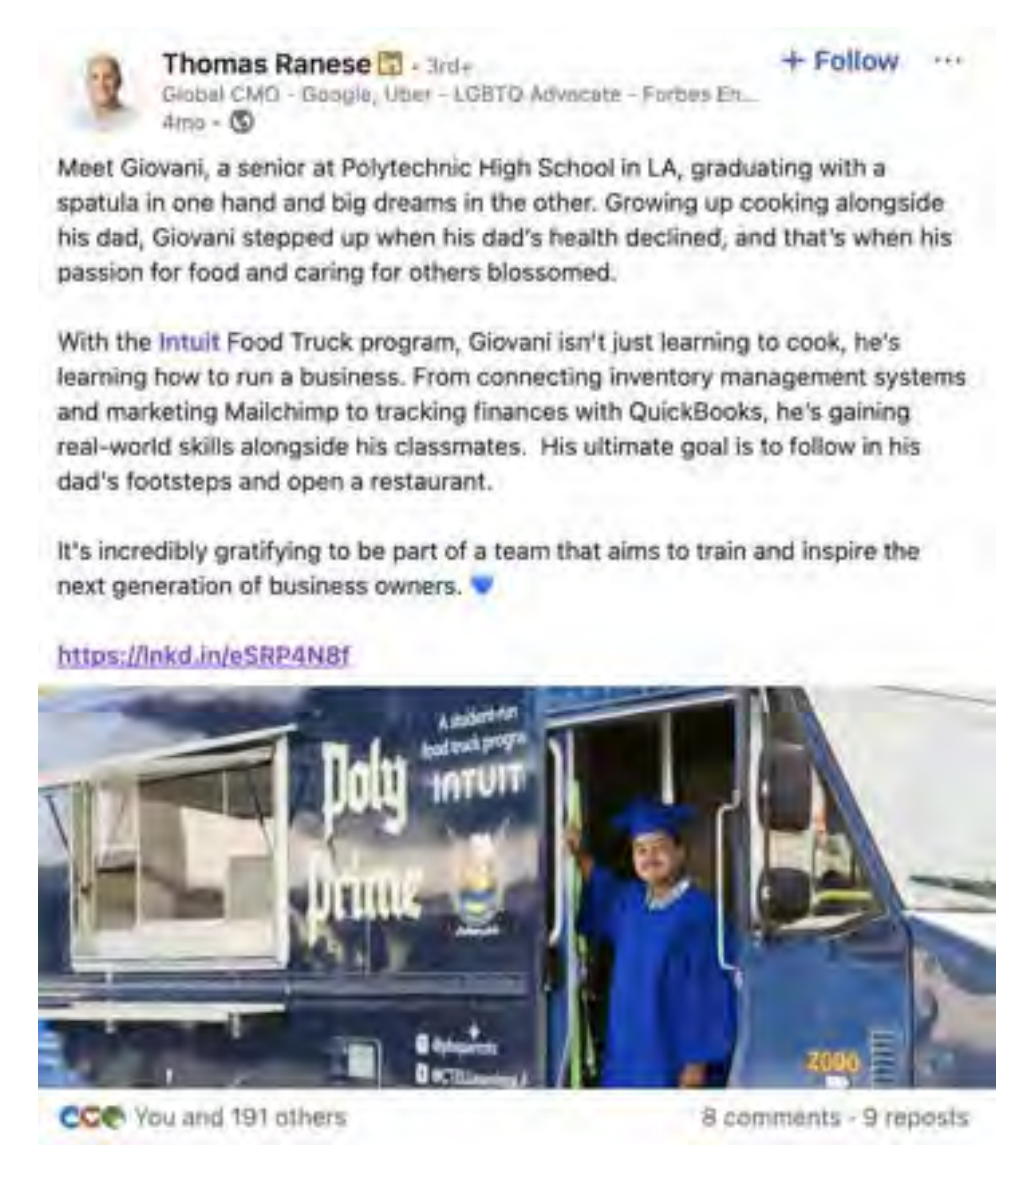 Thomas Ranese · 3rd+
+ Follow ...
Global CMO - Google, Uber - LGBTQ Advocate - Forbes En...
4mo ·
Meet Giovani, a senior at Polytechnic High School in LA, graduating with a
spatula in one hand and big dreams in the other. Growing up cooking alongside
his dad, Giovani stepped up when his dad's health declined, and that's when his
passion for food and caring for others blossomed.
With the Intuit Food Truck program, Giovani isn't just learning to cook, he's
learning how to run a business. From connecting inventory management systems
and marketing Mailchimp to tracking finances with QuickBooks, he's gaining
real-world skills alongside his classmates. His ultimate goal is to follow in his
dad's footsteps and open a restaurant.
It's incredibly gratifying to be part of a team that aims to train and inspire the
next generation of business owners.
https://lnkd.in/eSRP4N8f
A student-run
food truck progra
INTUIT
Poly
Prime
2000
You and 191 others
8 comments · 9 reposts